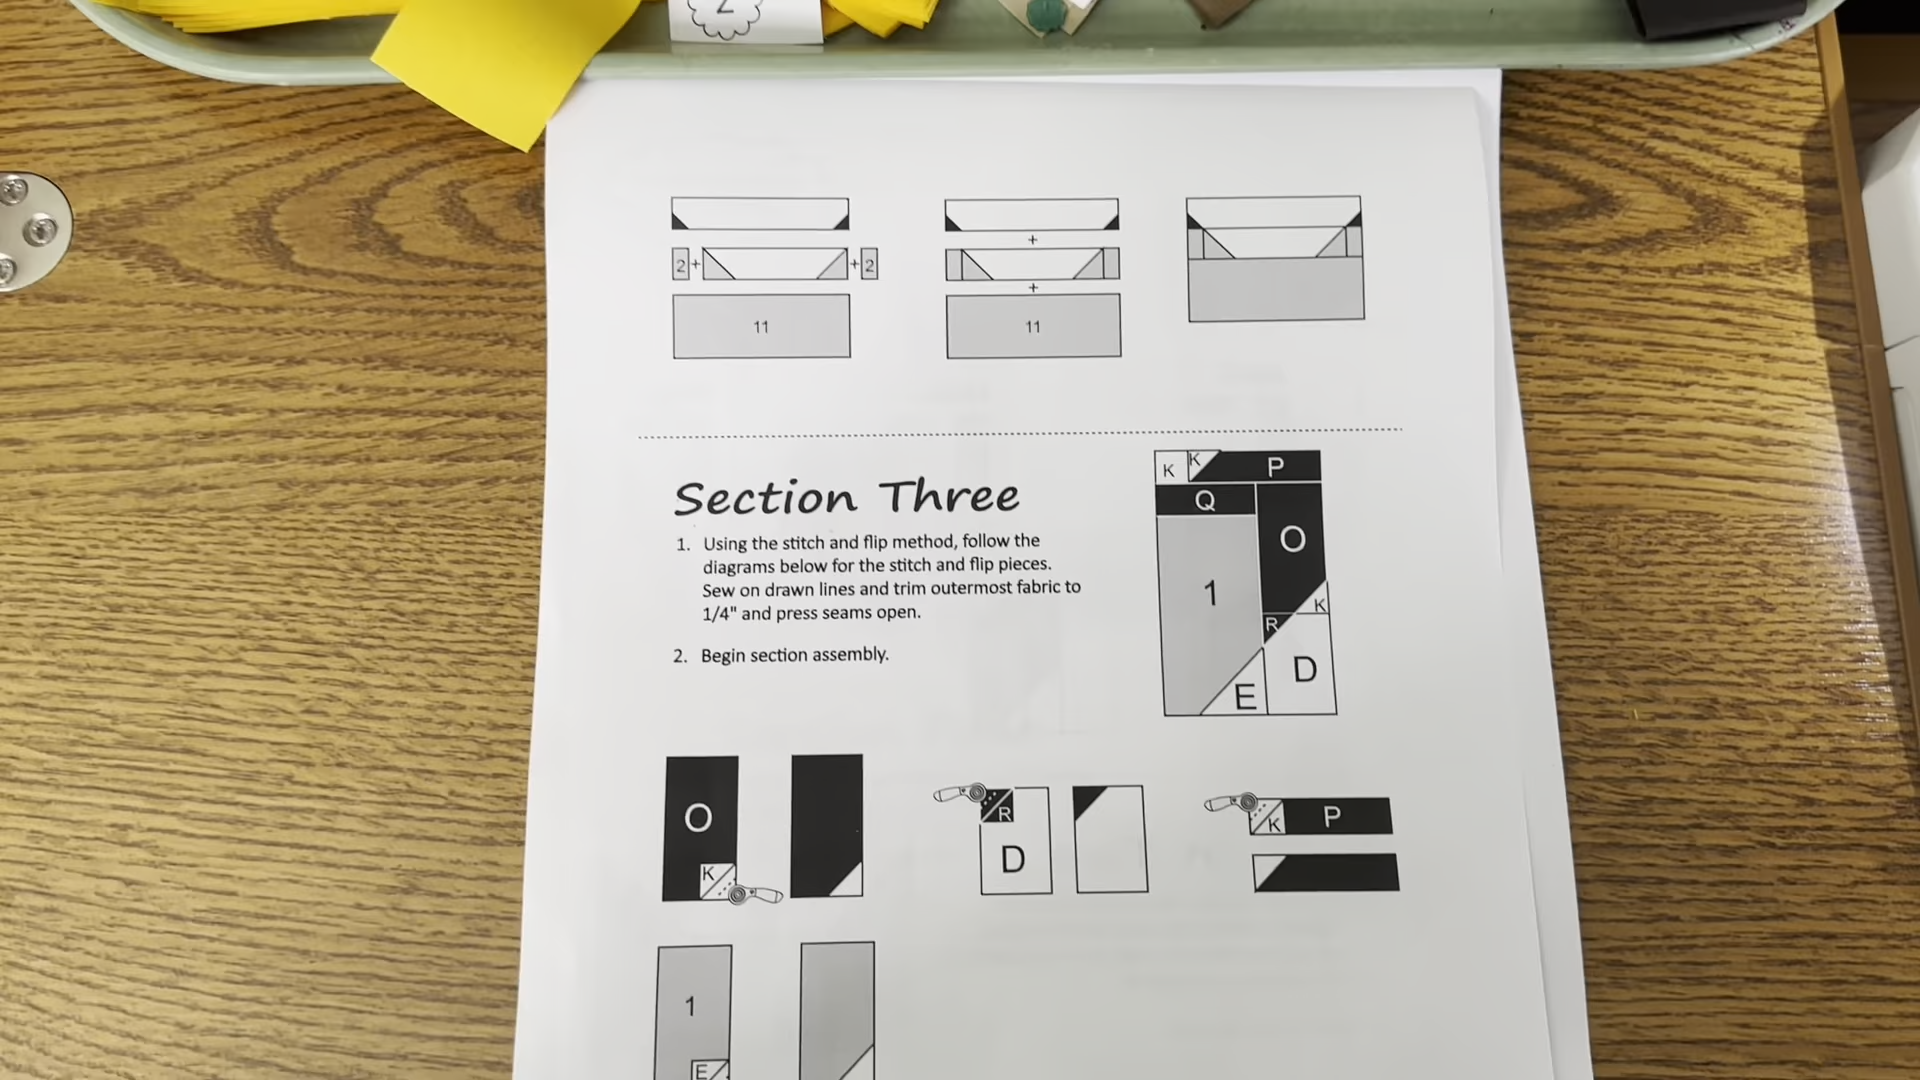 2
2 + + 2
11
+
+
11
Section Three
1. Using the stitch and flip method, follow the
diagrams below for the stitch and flip pieces.
Sew on drawn lines and trim outermost fabric to
1/4" and press seams open.
2. Begin section assembly.
K K P
Q
O
1
K
R
D
E
O
K
R
D
K P
1
E